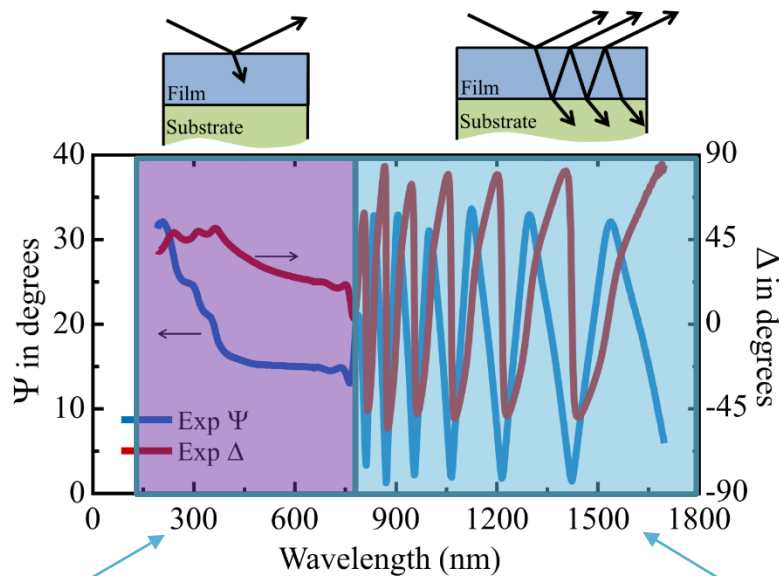 Film
Substrate
Film
Substrate
40
30
20
10
0
Ψ in degrees
90
45
0
-45
-90
Δ in degrees
Exp Ψ
Exp Δ
0 300 600 900 1200 1500 1800
Wavelength (nm)